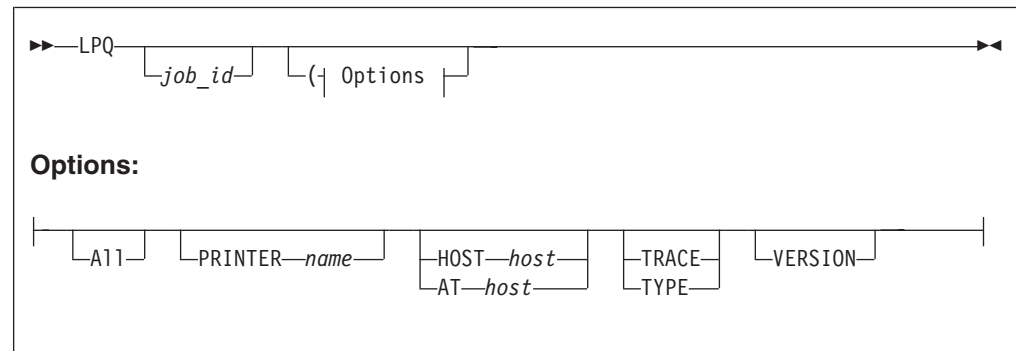 LPQ
job_id ( Options
Options:
All PRINTER name HOST host TRACE VERSION
AT host TYPE